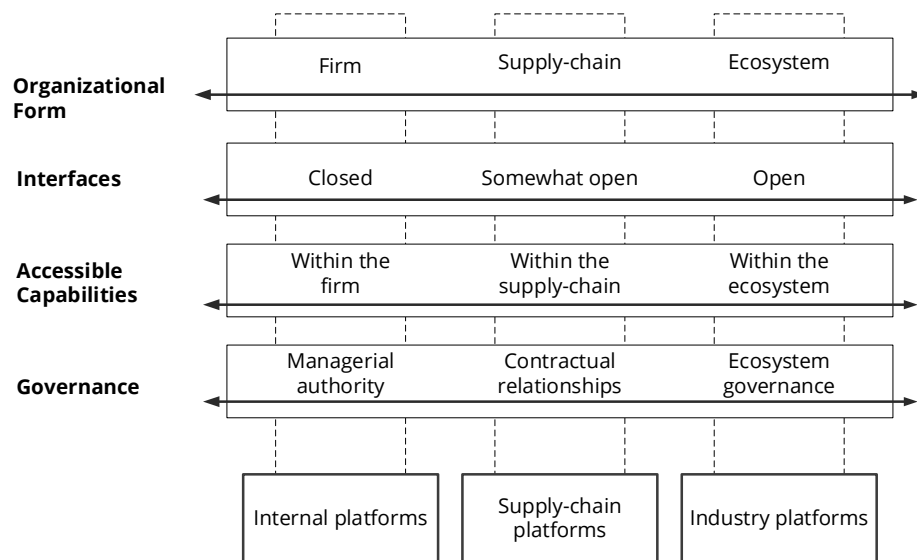 Organizational
Form
Firm
Supply-chain
Ecosystem
Interfaces
Closed
Somewhat open
Open
Accessible
Capabilities
Within the
firm
Within the
supply-chain
Within the
ecosystem
Governance
Managerial
authority
Contractual
relationships
Ecosystem
governance
Internal platforms
Supply-chain
platforms
Industry platforms